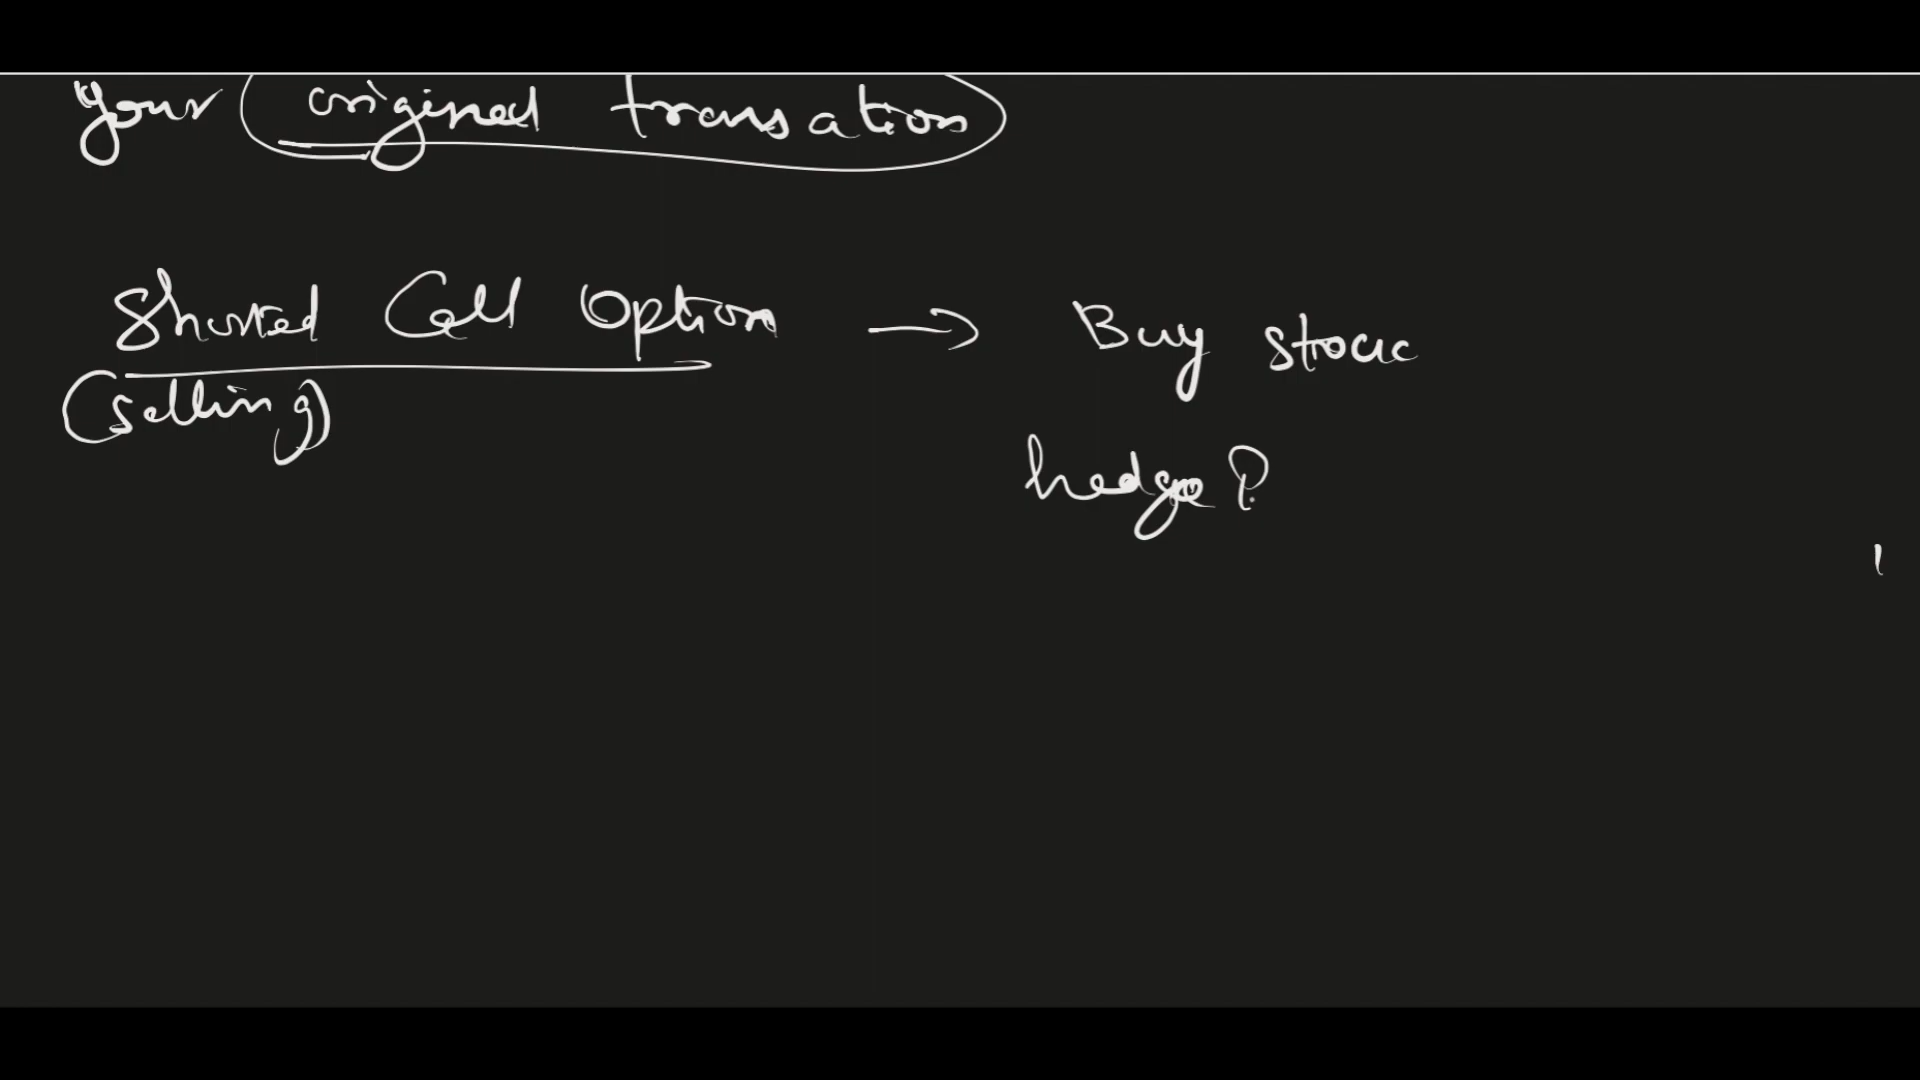 your original transation
Shorted Call Option → Buy stock
(selling)
hedge?